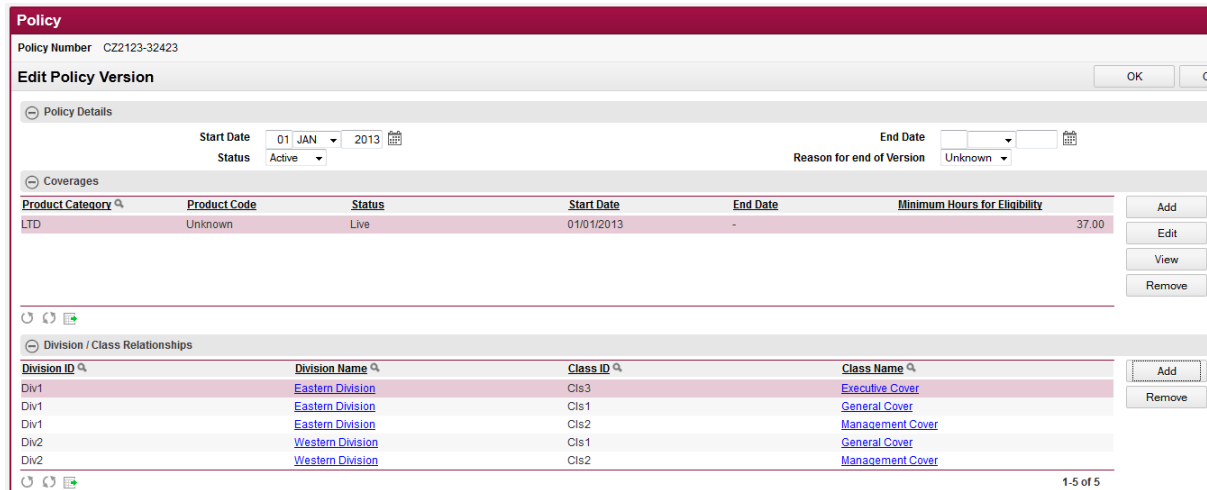 Policy
Policy Number CZ2123-32423
Edit Policy Version OK
Policy Details
Start Date 01 JAN 2013 End Date
Status Active Reason for end of Version Unknown
Coverages
Product Category Product Code Status Start Date End Date Minimum Hours for Eligibility Add
LTD Unknown Live 01/01/2013 - 37.00
Edit
View
Remove
Division / Class Relationships
Division ID Division Name Class ID Class Name Add
Div1 Eastern Division Cls3 Executive Cover
Remove
Div1 Eastern Division Cls1 General Cover
Div1 Eastern Division Cls2 Management Cover
Div2 Western Division Cls1 General Cover
Div2 Western Division Cls2 Management Cover
1-5 of 5